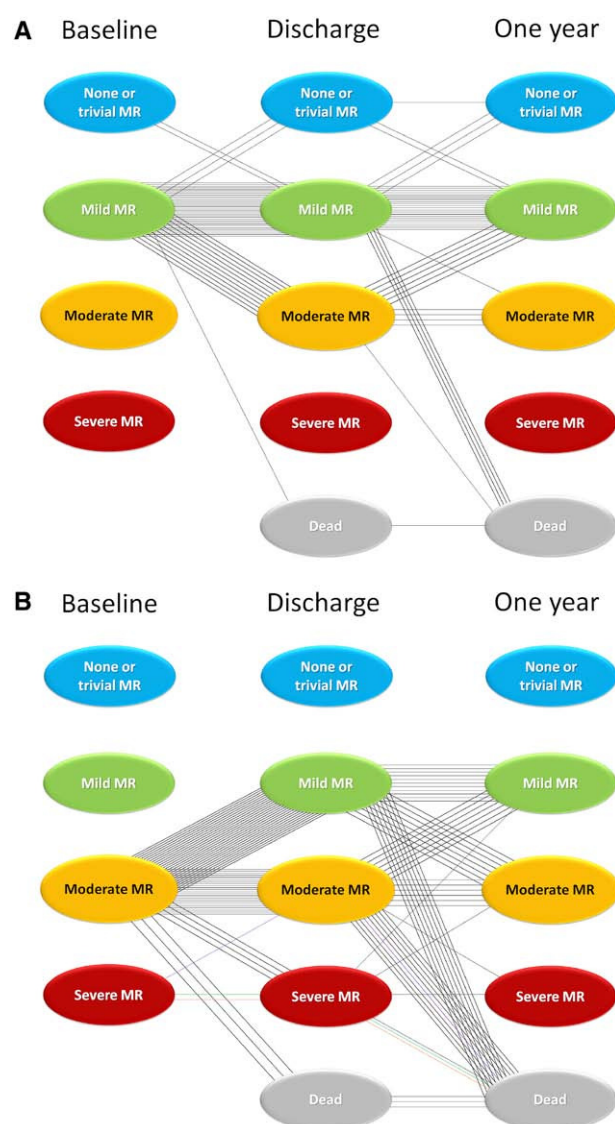 A
Baseline Discharge One year
None or None or None or
trivial MR trivial MR trivial MR
Mild MR Mild MR Mild MR
Moderate MR Moderate MR Moderate MR
Severe MR Severe MR Severe MR
Dead Dead
B
Baseline Discharge One year
None or None or None or
trivial MR trivial MR trivial MR
Mild MR Mild MR Mild MR
Moderate MR Moderate MR Moderate MR
Severe MR Severe MR Severe MR
Dead Dead